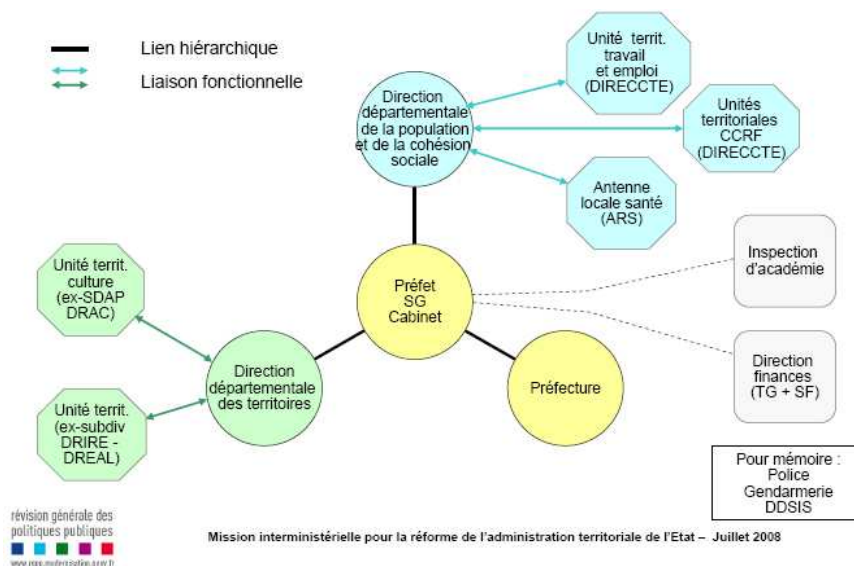 Lien hiérarchique
Liaison fonctionnelle
Unité territ.
travail
et emploi
(DIRECCTE)
Direction
départementale
de la population
et de la cohésion
sociale
Unités
territoriales
CCRF
(DIRECCTE)
Antenne
locale santé
(ARS)
Inspection
d'académie
Unité territ.
culture
(ex-SDAP
DRAC)
Préfet
SG
Cabinet
Direction
départementale
des territoires
Préfecture
Direction
finances
(TG + SF)
Unité territ.
(ex-subdiv
DRIRE -
DREAL)
Pour mémoire :
Police
Gendarmerie
DDSIS
révision générale des
politiques publiques
Mission interministérielle pour la réforme de l'administration territoriale de l'Etat – Juillet 2008